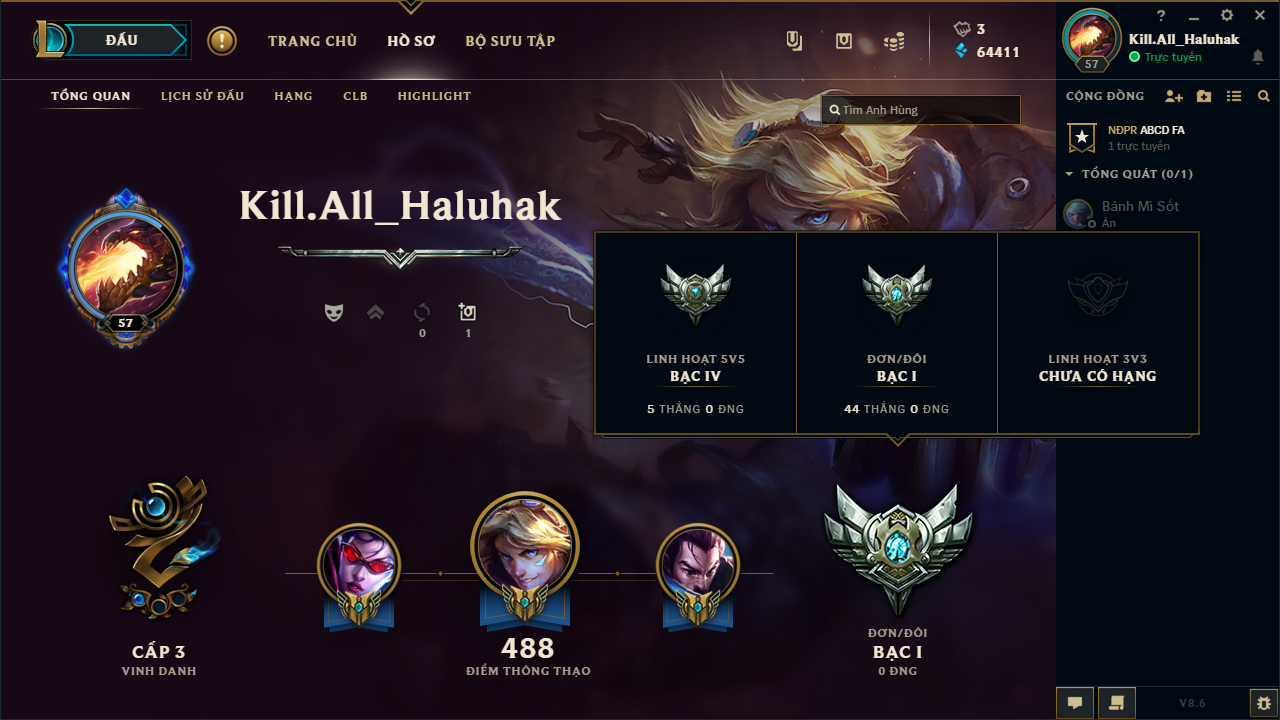 ĐẤU
TRANG CHỦ
HỒ SƠ
BỘ SƯU TẬP
3
64411
Kill.All_Haluhak
Trực tuyến
57
TỔNG QUAN
LỊCH SỬ ĐẤU
HẠNG
CLB
HIGHLIGHT
Tìm Anh Hùng
CỘNG ĐỒNG
NĐPR ABCD FA
1 trực tuyến
TỔNG QUÁT (0/1)
Bánh Mì Sốt
Ẩn
Kill.All_Haluhak
57
0
1
LINH HOẠT 5V5
BẠC IV
5 THẮNG 0 ĐNG
ĐƠN/ĐÔI
BẠC I
44 THẮNG 0 ĐNG
LINH HOẠT 3V3
CHƯA CÓ HẠNG
CẤP 3
VINH DANH
488
ĐIỂM THÔNG THẠO
ĐƠN/ĐÔI
BẠC I
0 ĐNG
V8.6